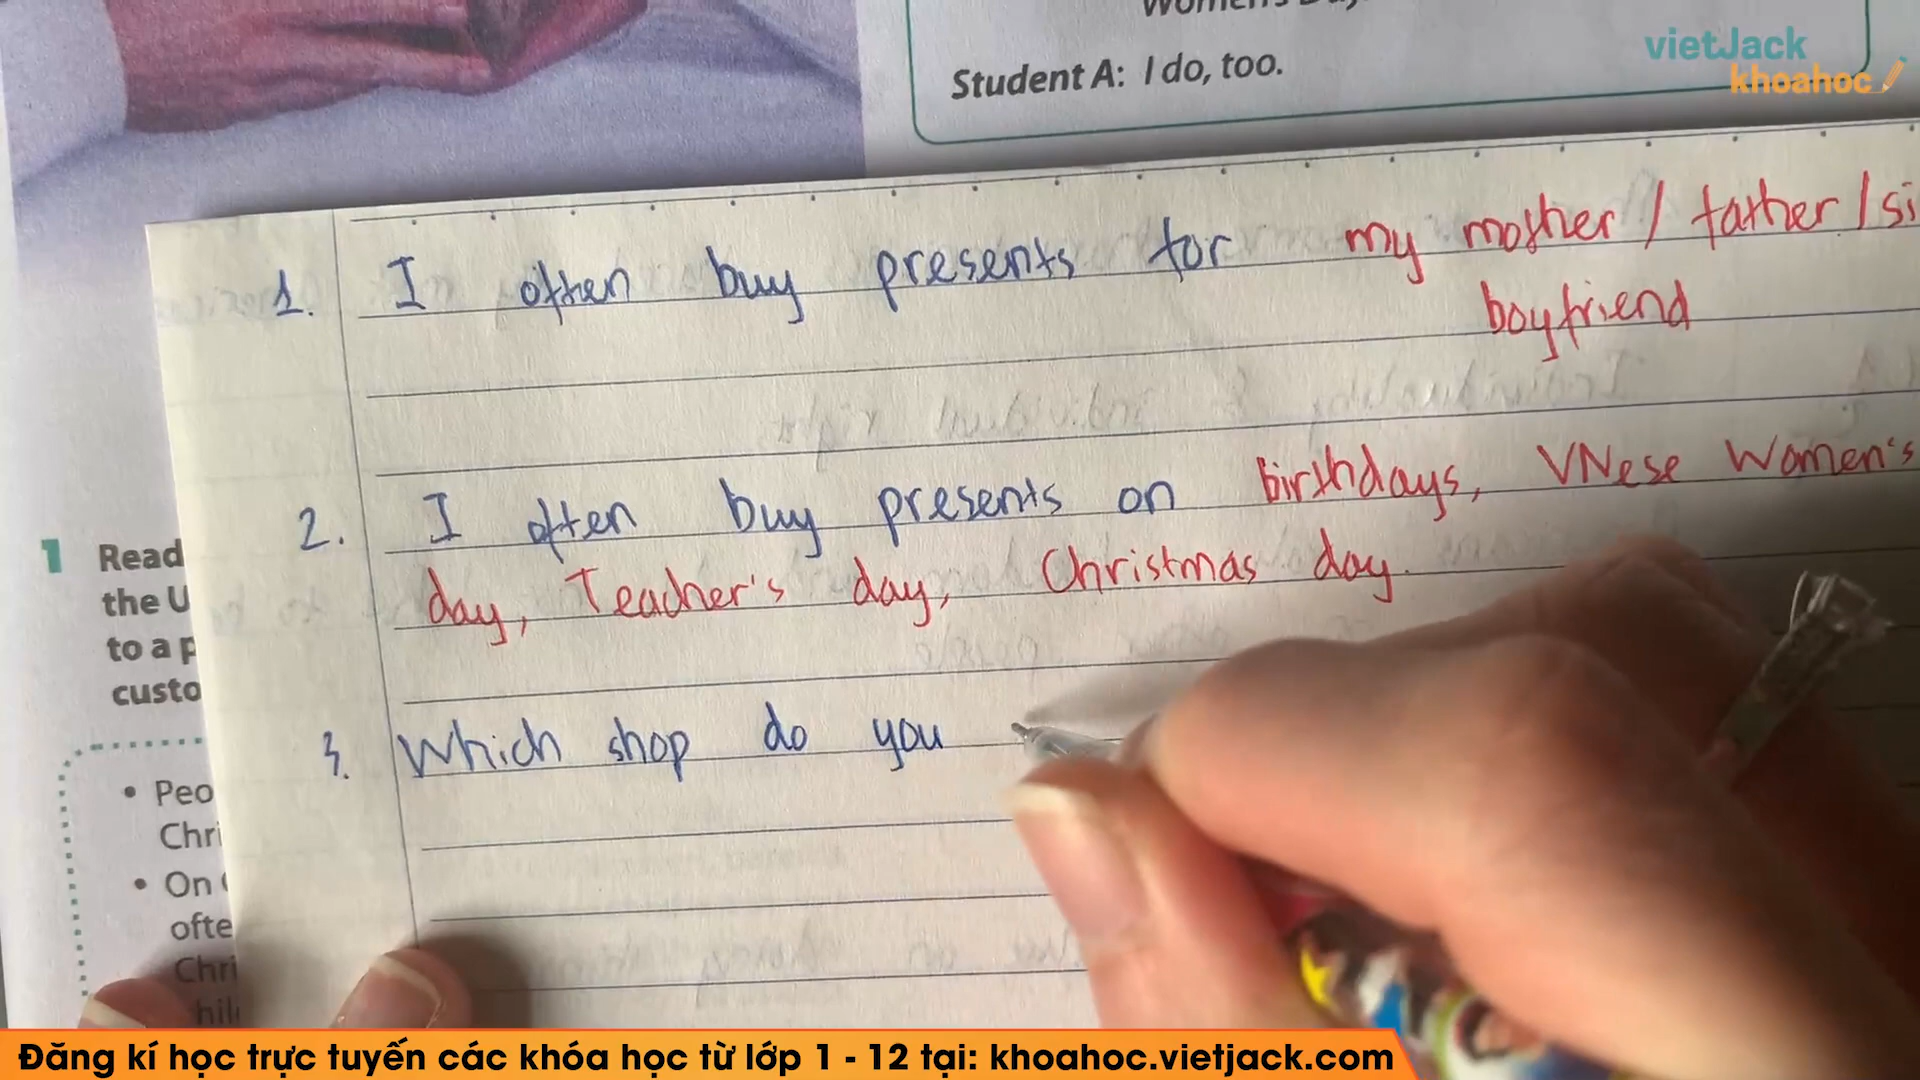 Women's Day.
Student A: I do, too.
vietJack
khoahoc
1. I often buy presents for my mother / father / si
boyfriend
2. I often buy presents on birthdays, VNese Women's
day, Teacher's day, Christmas day.
3. Which shop do you
1 Read
the U
to a p
custo
• Peo
Chri
• On
ofte
Chri
hil
Đăng kí học trực tuyến các khóa học từ lớp 1 - 12 tại: khoahoc.vietjack.com